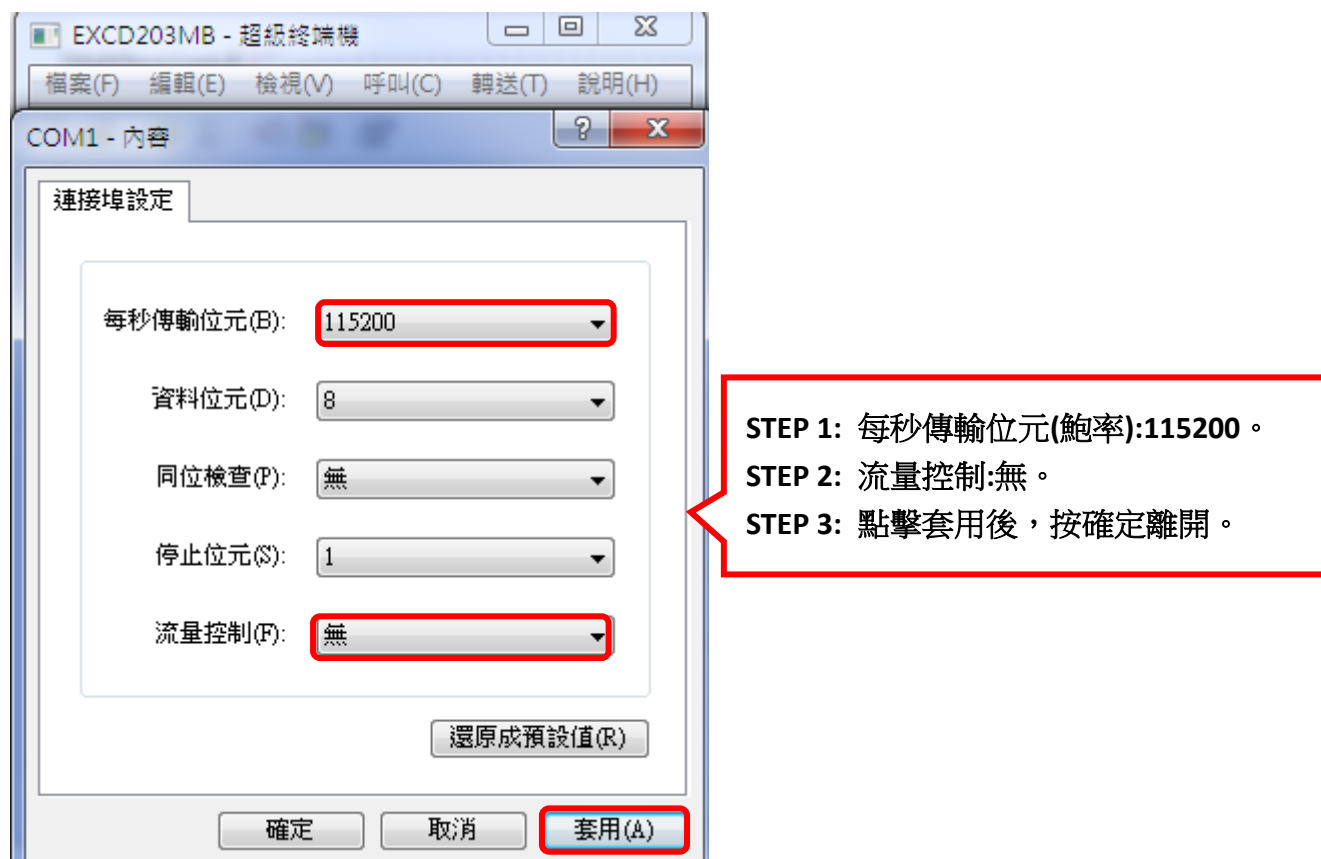 EXCD203MB - 超級終端機
檔案(F) 編輯(E) 檢視(V) 呼叫(C) 轉送(T) 說明(H)
COM1 - 內容
連接埠設定
每秒傳輸位元(B): 115200
資料位元(D): 8
同位檢查(P): 無
停止位元(S): 1
流量控制(F): 無
還原成預設值(R)
確定 取消 套用(A)
STEP 1: 每秒傳輸位元(鮑率):115200。
STEP 2: 流量控制:無。
STEP 3: 點擊套用後，按確定離開。